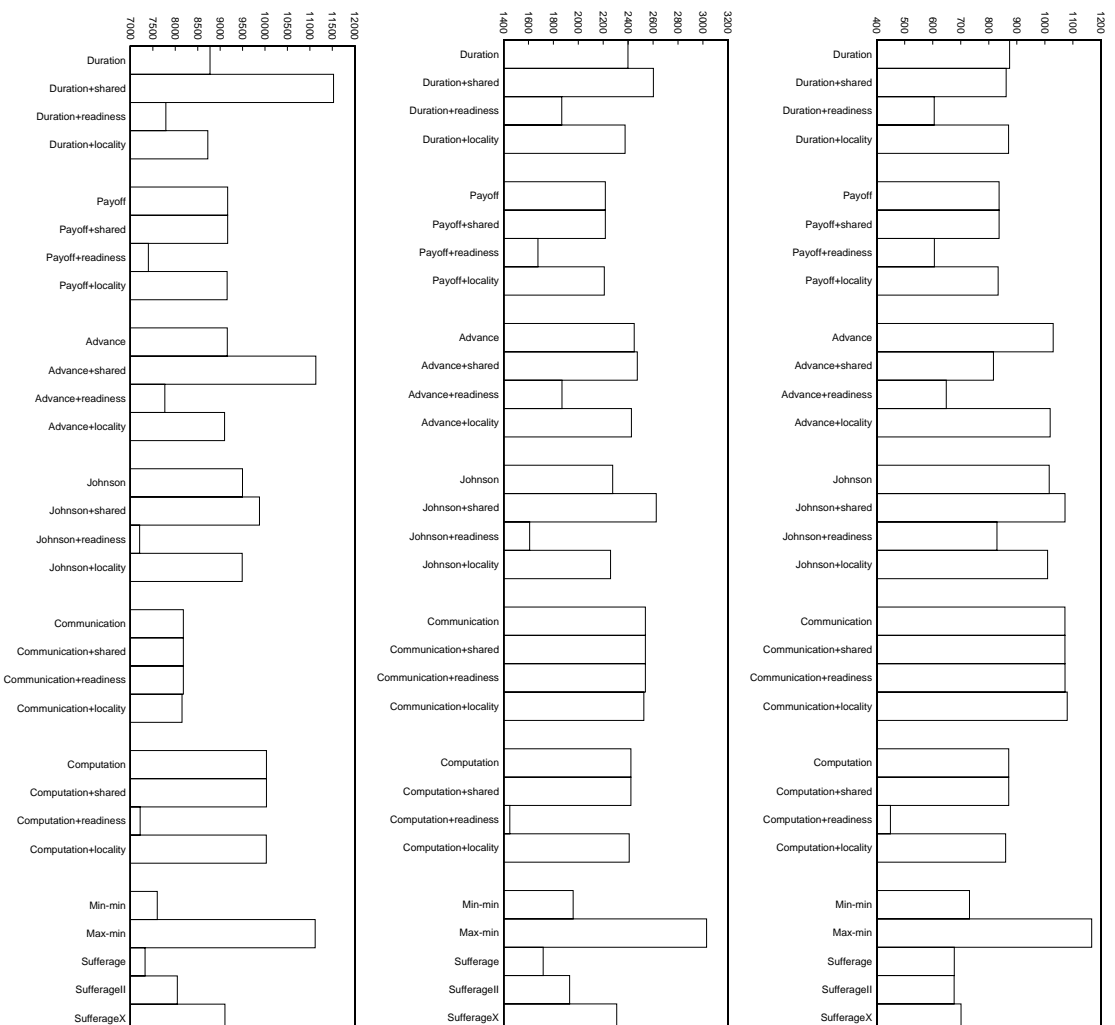 7000 7500 8000 8500 9000 9500 10000 10500 11000 11500 12000
Duration
Duration+shared
Duration+readiness
Duration+locality
Payoff
Payoff+shared
Payoff+readiness
Payoff+locality
Advance
Advance+shared
Advance+readiness
Advance+locality
Johnson
Johnson+shared
Johnson+readiness
Johnson+locality
Communication
Communication+shared
Communication+readiness
Communication+locality
Computation
Computation+shared
Computation+readiness
Computation+locality
Min-min
Max-min
Sufferage
SufferageII
SufferageX
1400 1600 1800 2000 2200 2400 2600 2800 3000 3200
Duration
Duration+shared
Duration+readiness
Duration+locality
Payoff
Payoff+shared
Payoff+readiness
Payoff+locality
Advance
Advance+shared
Advance+readiness
Advance+locality
Johnson
Johnson+shared
Johnson+readiness
Johnson+locality
Communication
Communication+shared
Communication+readiness
Communication+locality
Computation
Computation+shared
Computation+readiness
Computation+locality
Min-min
Max-min
Sufferage
SufferageII
SufferageX
400 500 600 700 800 900 1000 1100 1200
Duration
Duration+shared
Duration+readiness
Duration+locality
Payoff
Payoff+shared
Payoff+readiness
Payoff+locality
Advance
Advance+shared
Advance+readiness
Advance+locality
Johnson
Johnson+shared
Johnson+readiness
Johnson+locality
Communication
Communication+shared
Communication+readiness
Communication+locality
Computation
Computation+shared
Computation+readiness
Computation+locality
Min-min
Max-min
Sufferage
SufferageII
SufferageX